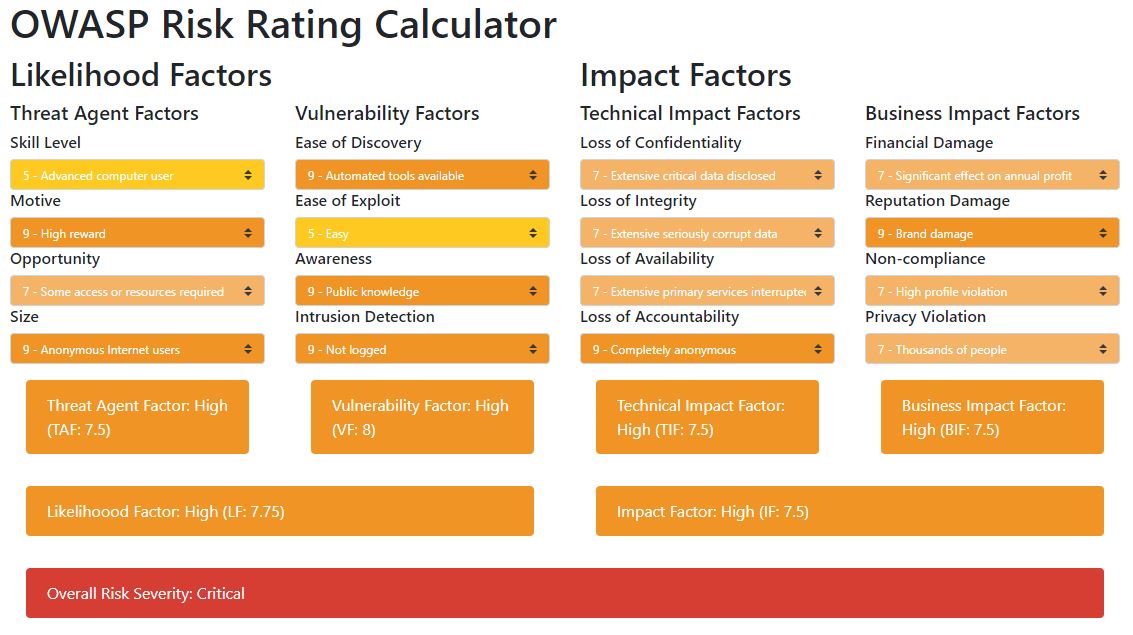 OWASP Risk Rating Calculator
Likelihood Factors
Threat Agent Factors
Skill Level
5 - Advanced computer user
Motive
9 - High reward
Opportunity
7 - Some access or resources required
Size
9 - Anonymous Internet users
Threat Agent Factor: High
(TAF: 7.5)
Vulnerability Factors
Ease of Discovery
9 - Automated tools available
Ease of Exploit
5 - Easy
Awareness
9 - Public knowledge
Intrusion Detection
9 - Not logged
Vulnerability Factor: High
(VF: 8)
Likelihoood Factor: High (LF: 7.75)
Impact Factors
Technical Impact Factors
Loss of Confidentiality
7 - Extensive critical data disclosed
Loss of Integrity
7 - Extensive seriously corrupt data
Loss of Availability
7 - Extensive primary services interrupte
Loss of Accountability
9 - Completely anonymous
Technical Impact Factor:
High (TIF: 7.5)
Business Impact Factors
Financial Damage
7 - Significant effect on annual profit
Reputation Damage
9 - Brand damage
Non-compliance
7 - High profile violation
Privacy Violation
7 - Thousands of people
Business Impact Factor:
High (BIF: 7.5)
Impact Factor: High (IF: 7.5)
Overall Risk Severity: Critical